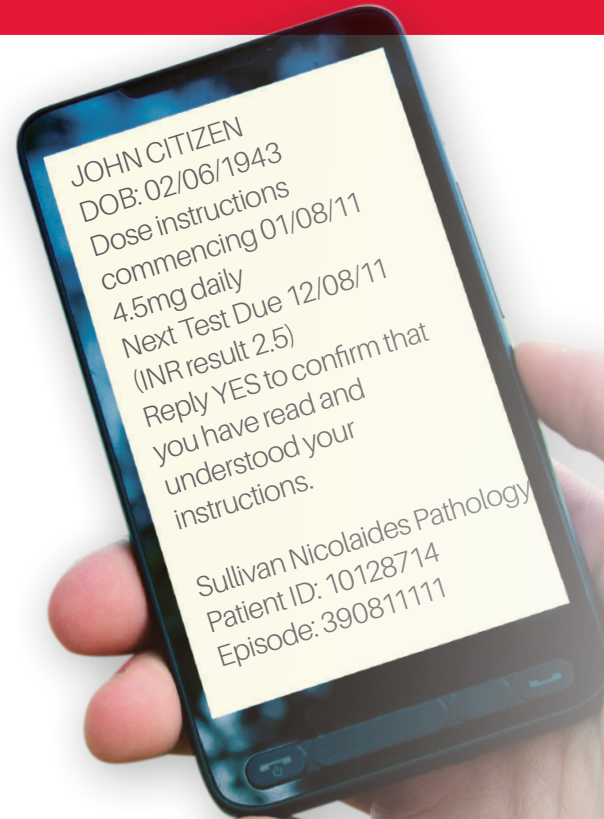 JOHN CITIZEN
DOB: 02/06/1943
Dose instructions
commencing 01/08/11
4.5mg daily
Next Test Due 12/08/11
(INR result 2.5)
Reply YES to confirm that
you have read and
understood your
instructions.
Sullivan Nicolaides Pathology
Patient ID: 10128714
Episode: 390811111